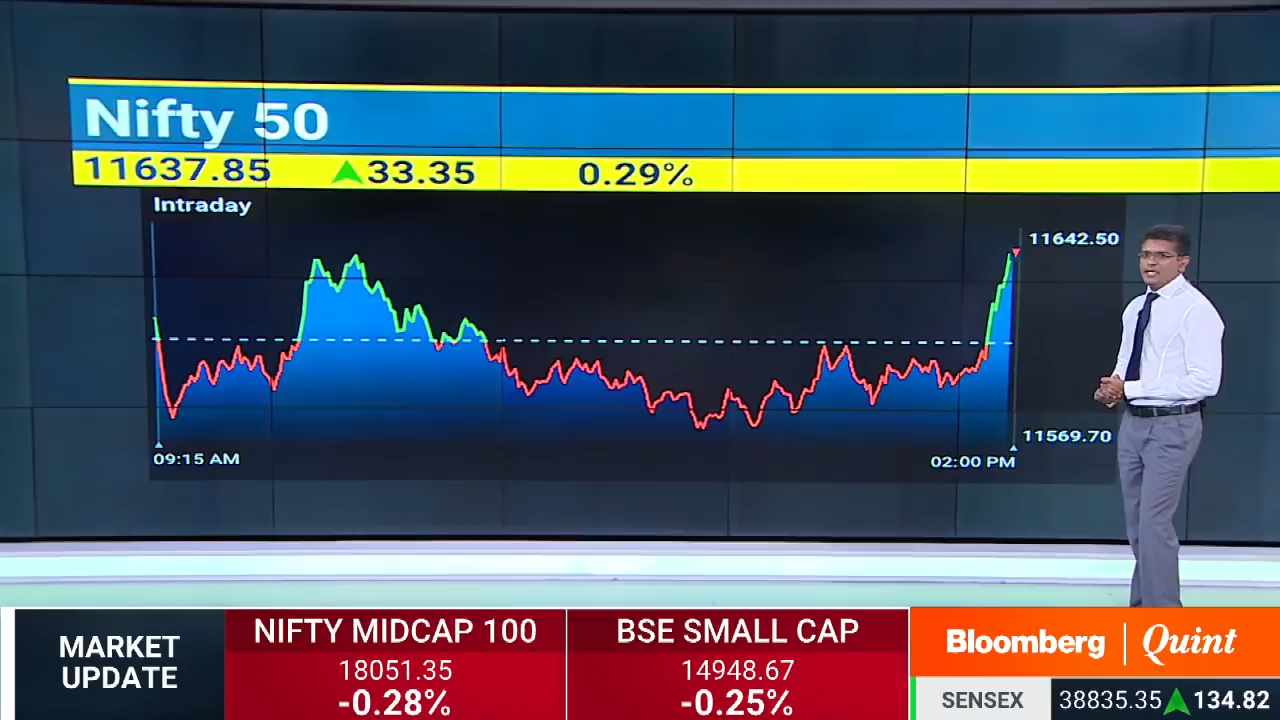 Nifty 50
11637.85 ▲33.35 0.29%
Intraday
11642.50
11569.70
09:15 AM
02:00 PM
MARKET
UPDATE
NIFTY MIDCAP 100
18051.35
-0.28%
BSE SMALL CAP
14948.67
-0.25%
Bloomberg | Quint
SENSEX 38835.35 ▲ 134.82